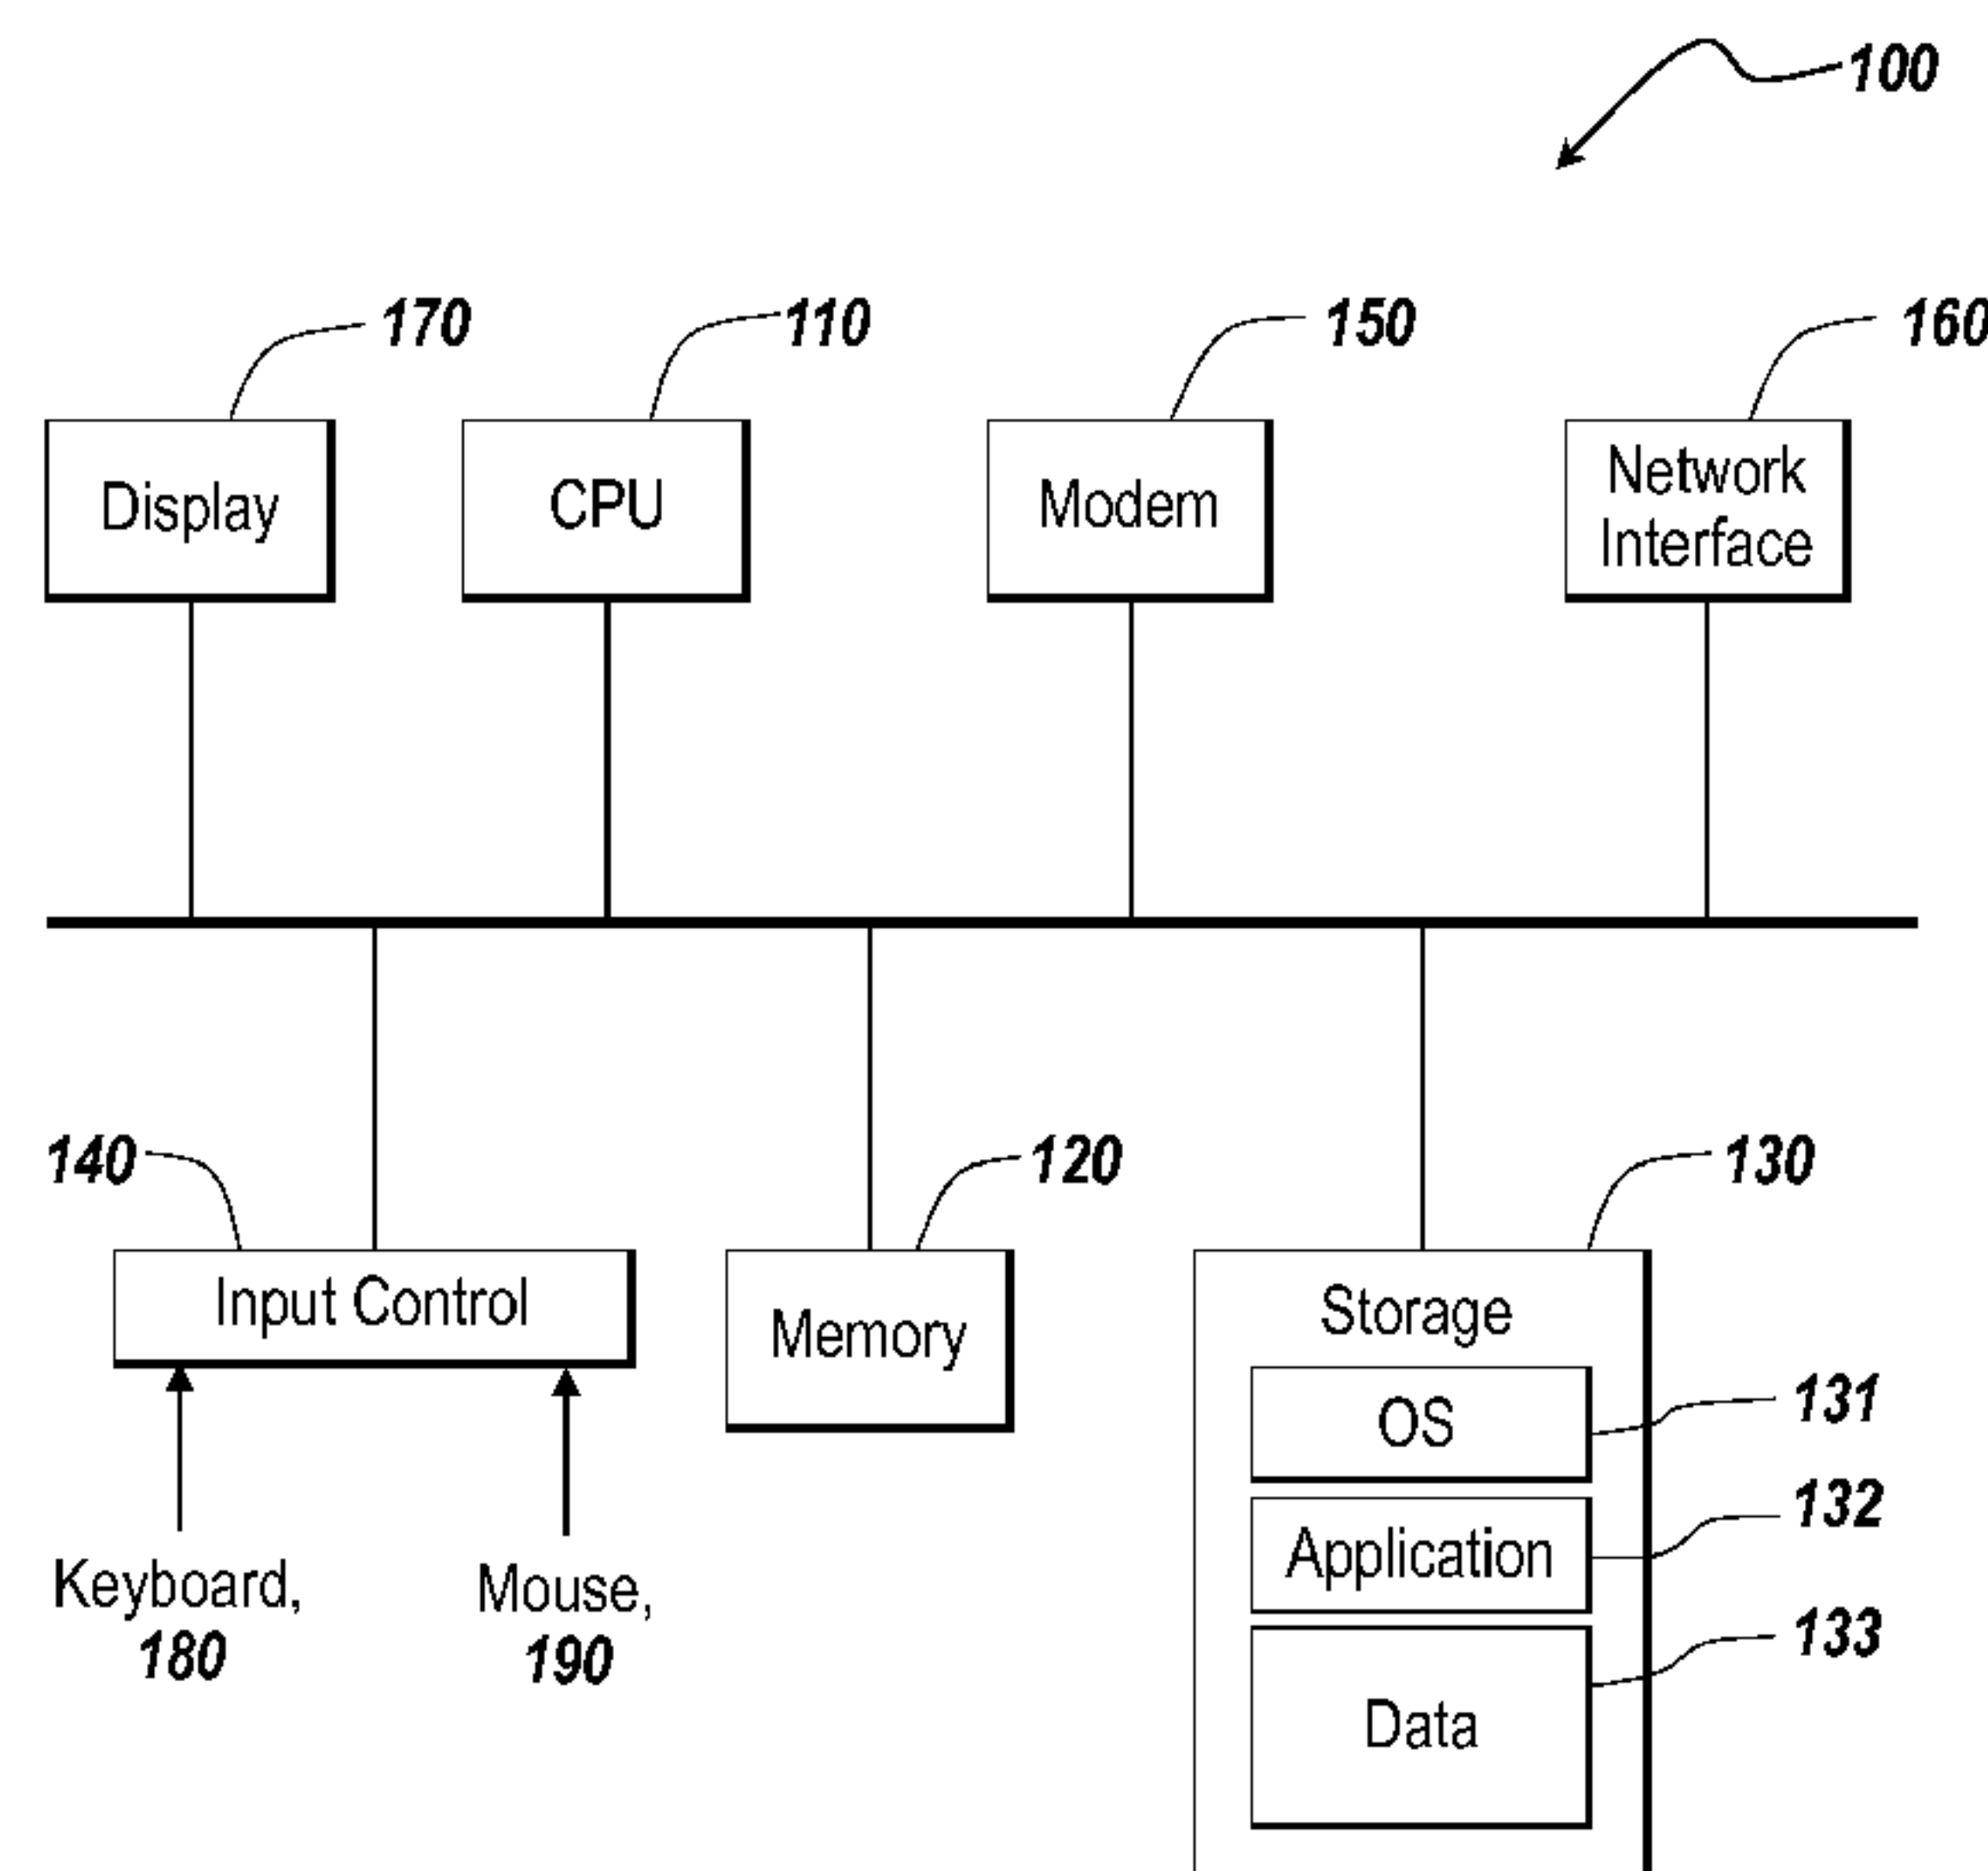 100
170
110
150
160
Display
CPU
Modem
Network
Interface
140
120
130
Input Control
Memory
Storage
OS
131
Application
132
Keyboard,
180
Mouse,
190
133
Data